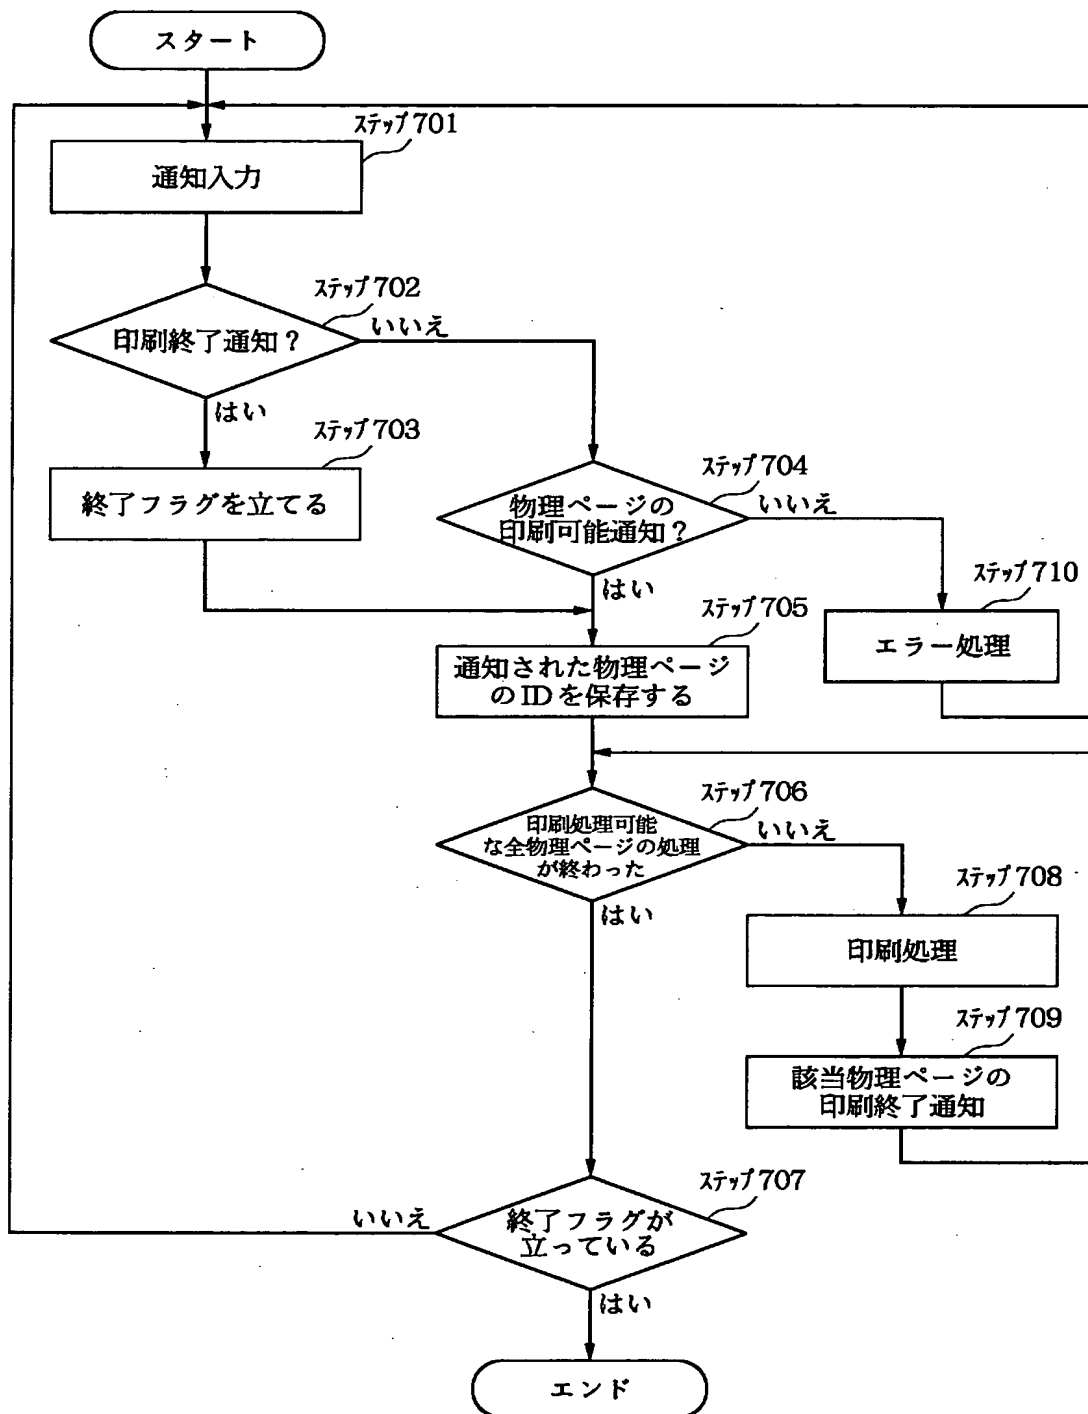 スタート
ステップ701
通知入力
ステップ702
印刷終了通知？
いいえ
はい
ステップ703
終了フラグを立てる
ステップ704
物理ページの
印刷可能通知？
いいえ
はい
ステップ710
エラー処理
ステップ705
通知された物理ページ
のIDを保存する
ステップ706
印刷処理可能
な全物理ページの処理
が終わった
いいえ
はい
ステップ708
印刷処理
ステップ709
該当物理ページの
印刷終了通知
ステップ707
終了フラグが
立っている
いいえ
はい
エンド